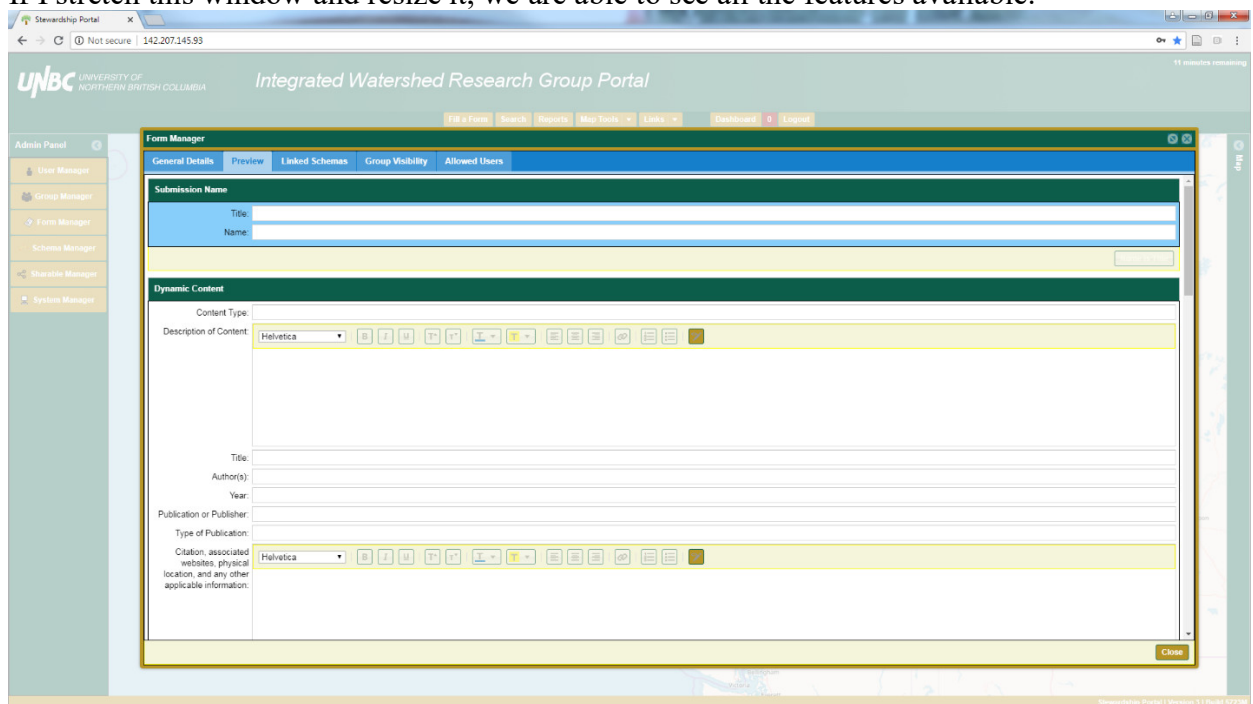 If I stretch this window and resize it, we are able to see all the features available.
Stewardship Portal
Not secure 142.207.145.93
11 minutes remaining
UNBC UNIVERSITY OF NORTHERN BRITISH COLUMBIA
Integrated Watershed Research Group Portal
Fill a Form Search Reports Map Tools Links Dashboard 0 Logout
Admin Panel
User Manager
Group Manager
Form Manager
Schema Manager
Sharable Manager
System Manager
Map
Form Manager
General Details Preview Linked Schemas Group Visibility Allowed Users
Submission Name
Title:
Name:
Dynamic Content
Content Type:
Description of Content:
Helvetica B I U T T T T
Title:
Author(s):
Year:
Publication or Publisher:
Type of Publication:
Citation, associated
websites, physical
location, and any other
applicable information:
Helvetica B I U T T T T
Close
Victoria